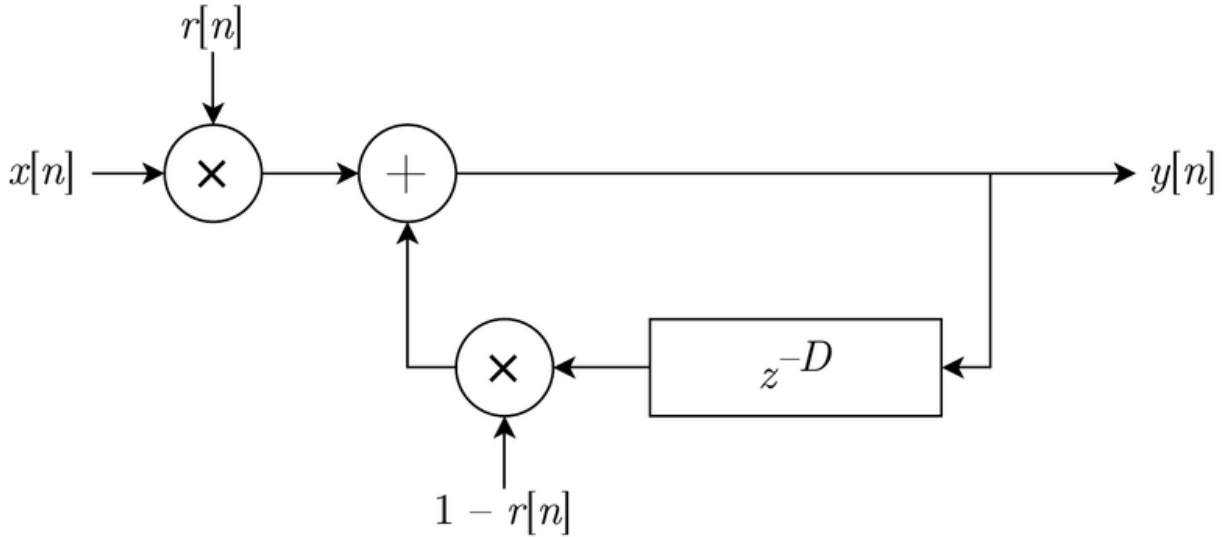 r[n]
x[n]
×
+
y[n]
×
z^{-D}
1 − r[n]